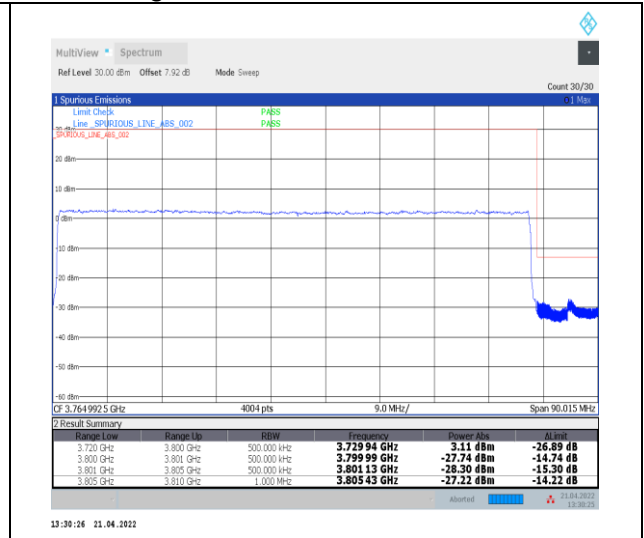 MultiView Spectrum
Ref Level 30.00 dBm Offset 7.92 dB Mode Sweep
Count 30/30
1 Spurious Emissions 1 Max
Limit Check PASS
Line _SPURIOUS_LINE_ABS_002 PASS
_SPURIOUS_LINE_ABS_002
20 dBm
10 dBm
0 dBm
-10 dBm
-20 dBm
-30 dBm
-40 dBm
-50 dBm
-60 dBm
CF 3.7649925 GHz 4004 pts 9.0 MHz/ Span 90.015 MHz
2 Result Summary
Range Low Range Up RBW Frequency Power Abs ΔLimit
3.720 GHz 3.800 GHz 500.000 kHz 3.729 94 GHz 3.11 dBm -26.89 dB
3.800 GHz 3.801 GHz 500.000 kHz 3.799 99 GHz -27.74 dBm -14.74 dB
3.801 GHz 3.805 GHz 500.000 kHz 3.801 13 GHz -28.30 dBm -15.30 dB
3.805 GHz 3.810 GHz 1.000 MHz 3.805 43 GHz -27.22 dBm -14.22 dB
Aborted 21.04.2022
13:30:25
13:30:26 21.04.2022